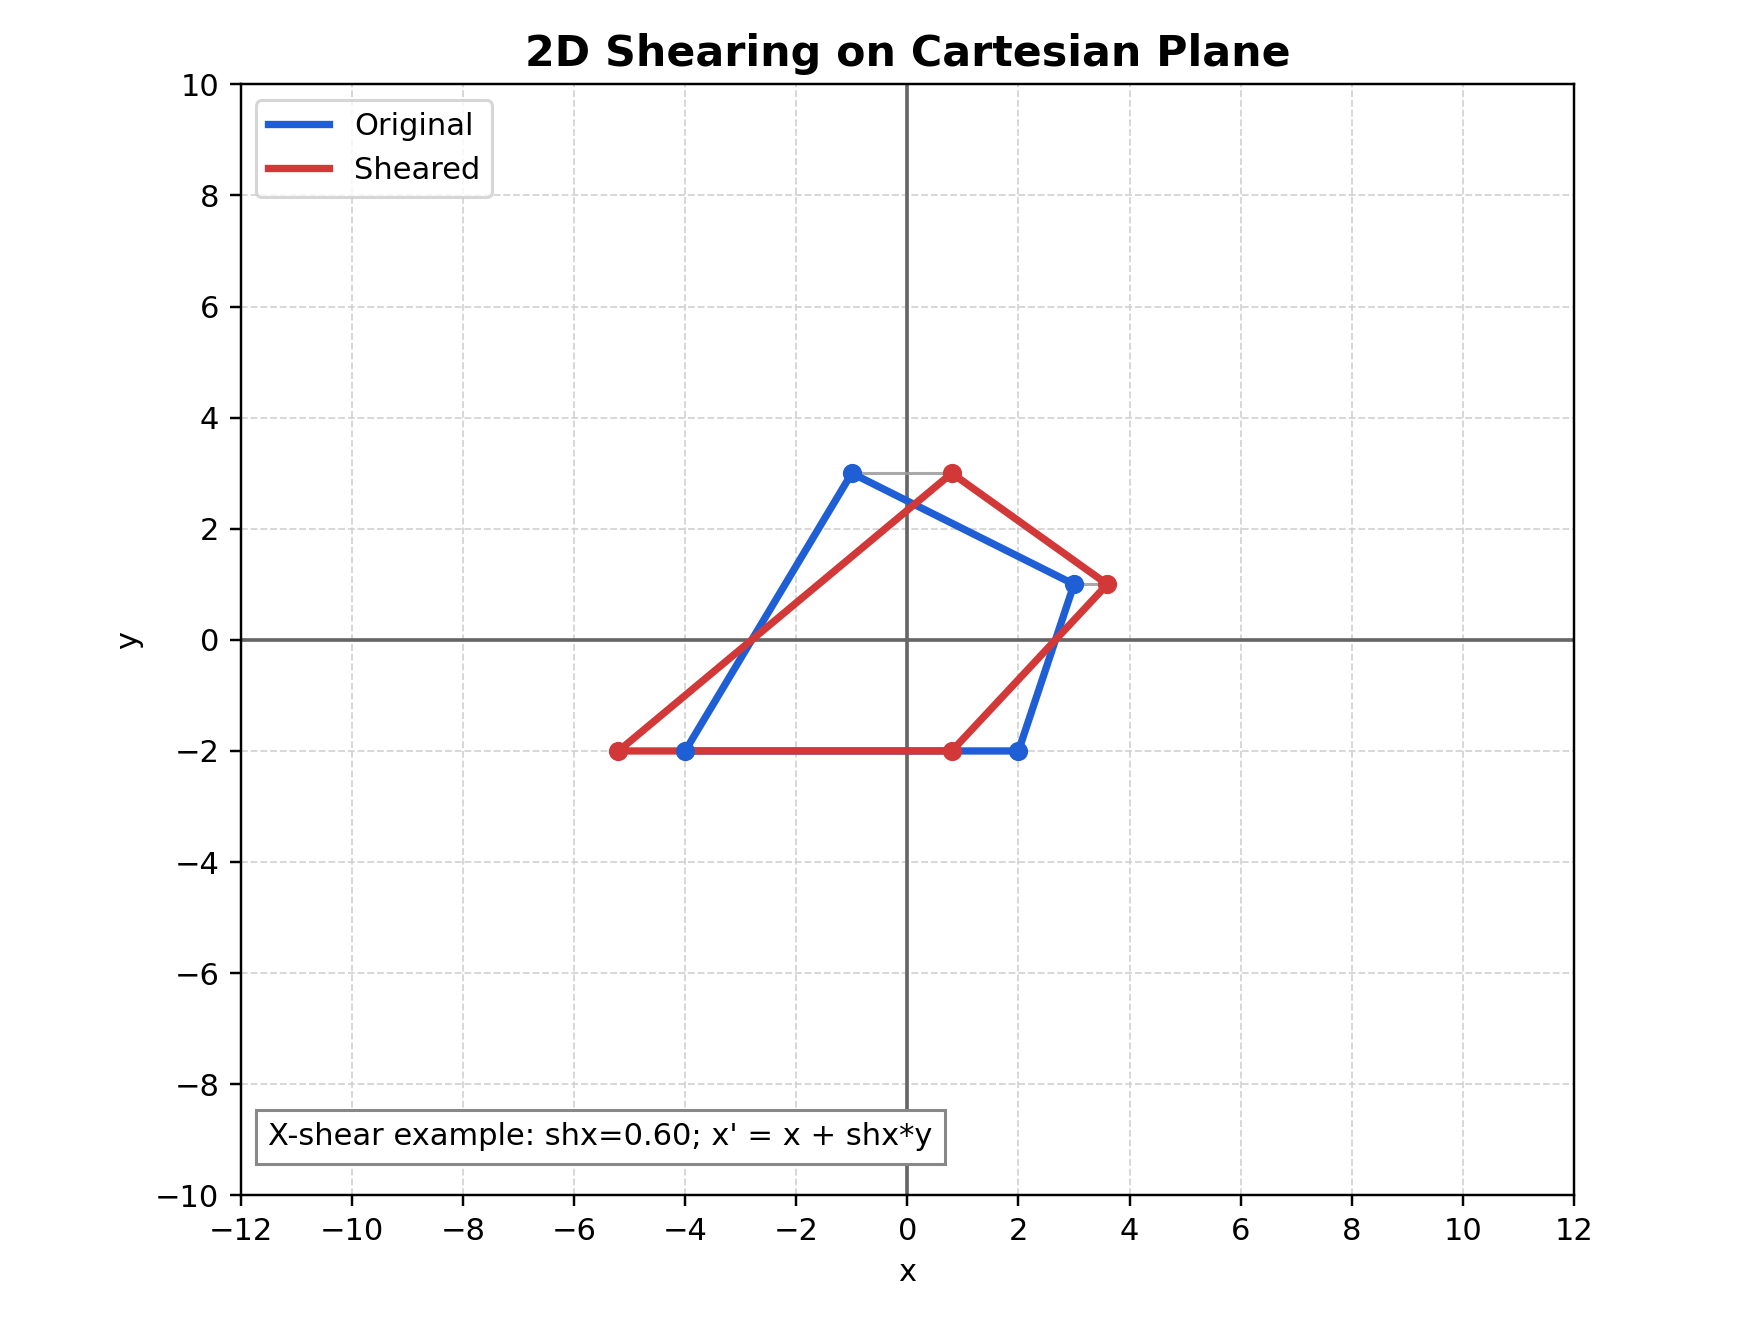 2D Shearing on Cartesian Plane
Original
Sheared
10
8
6
4
2
0
−2
−4
−6
−8
−10
y
X-shear example: shx=0.60; x' = x + shx*y
−12 −10 −8 −6 −4 −2 0 2 4 6 8 10 12
x